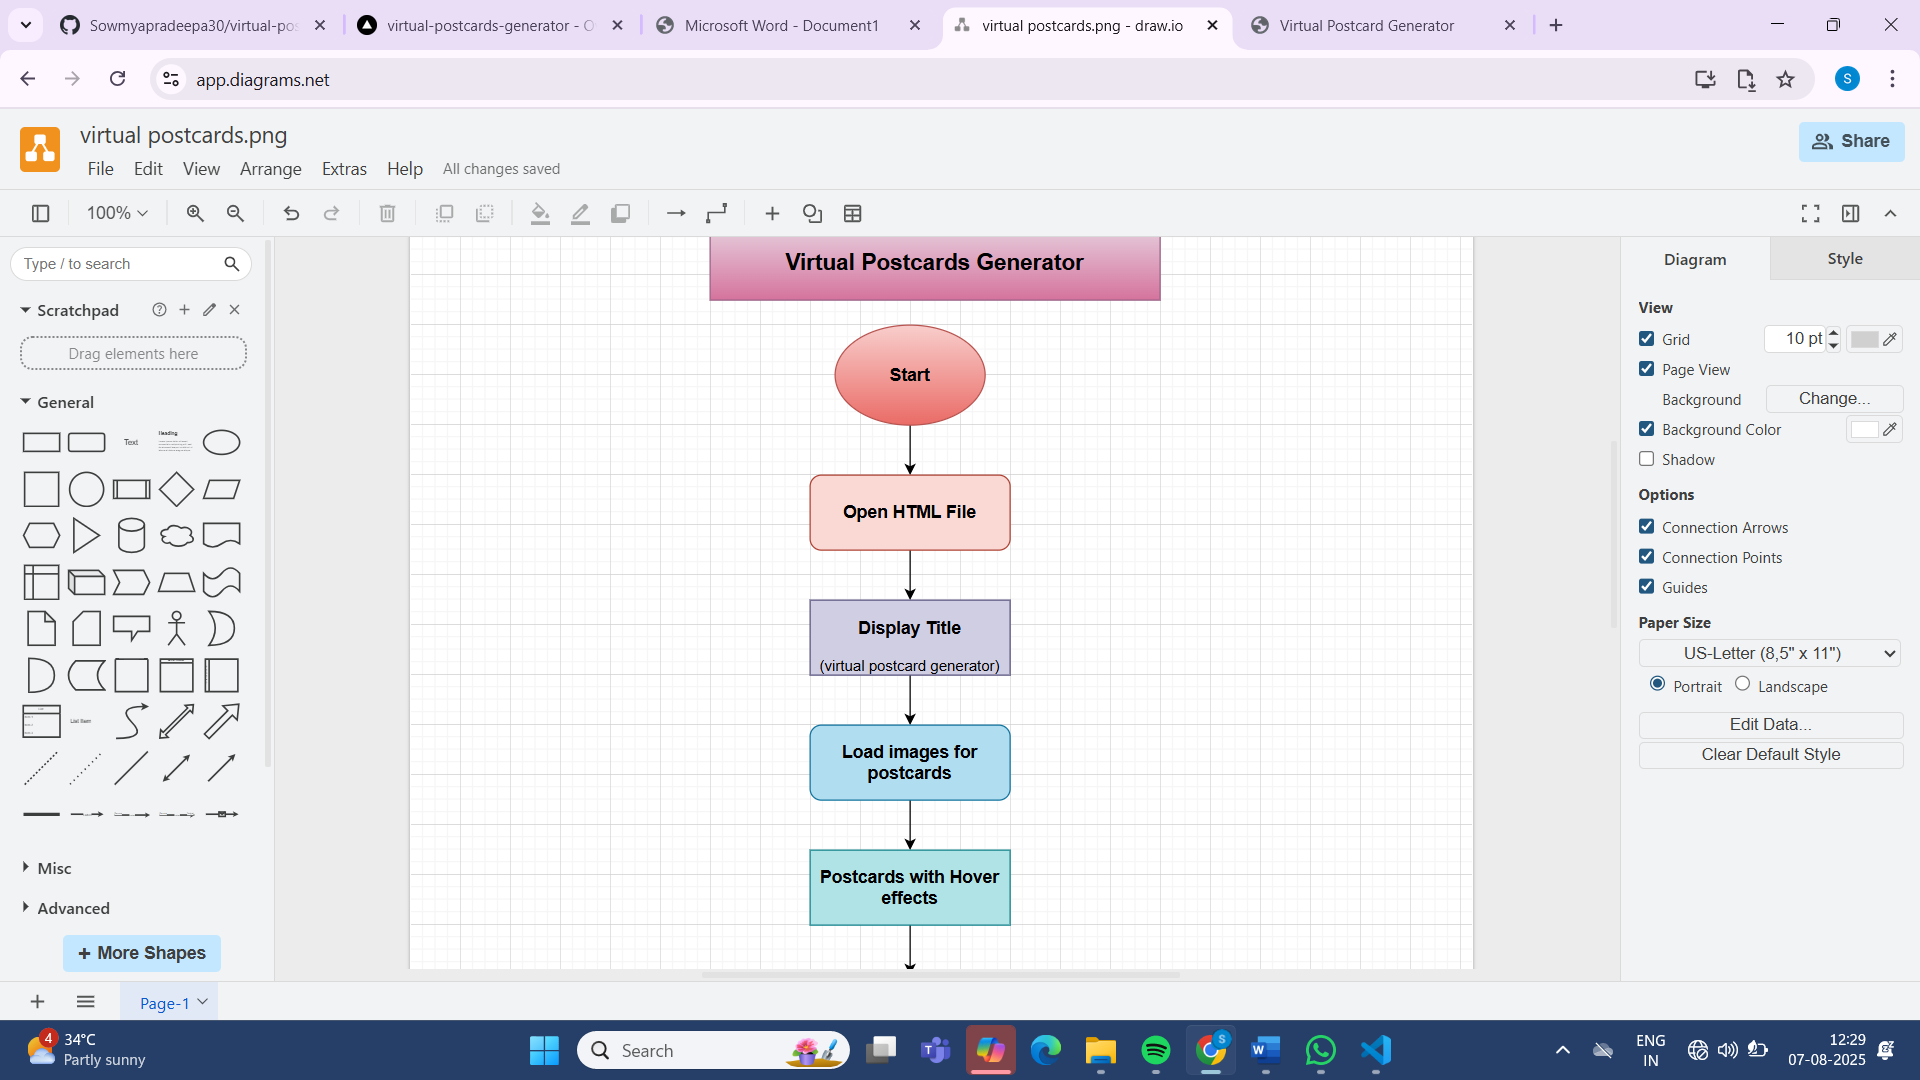 Sowmyapradeepa30/virtual-pos
virtual-postcards-generator - O
Microsoft Word - Document1
virtual postcards.png - draw.io
Virtual Postcard Generator
app.diagrams.net
S
virtual postcards.png
File Edit View Arrange Extras Help All changes saved
Share
100%
Type / to search
Scratchpad
Drag elements here
General
Text
Heading
List Item
Misc
Advanced
+ More Shapes
Virtual Postcards Generator
Start
Open HTML File
Display Title
(virtual postcard generator)
Load images for
postcards
Postcards with Hover
effects
Diagram
Style
View
Grid
10 pt
Page View
Background
Change...
Background Color
Shadow
Options
Connection Arrows
Connection Points
Guides
Paper Size
US-Letter (8,5" x 11")
Portrait
Landscape
Edit Data...
Clear Default Style
Page-1
4
34°C
Partly sunny
Search
S
ENG
IN
12:29
07-08-2025